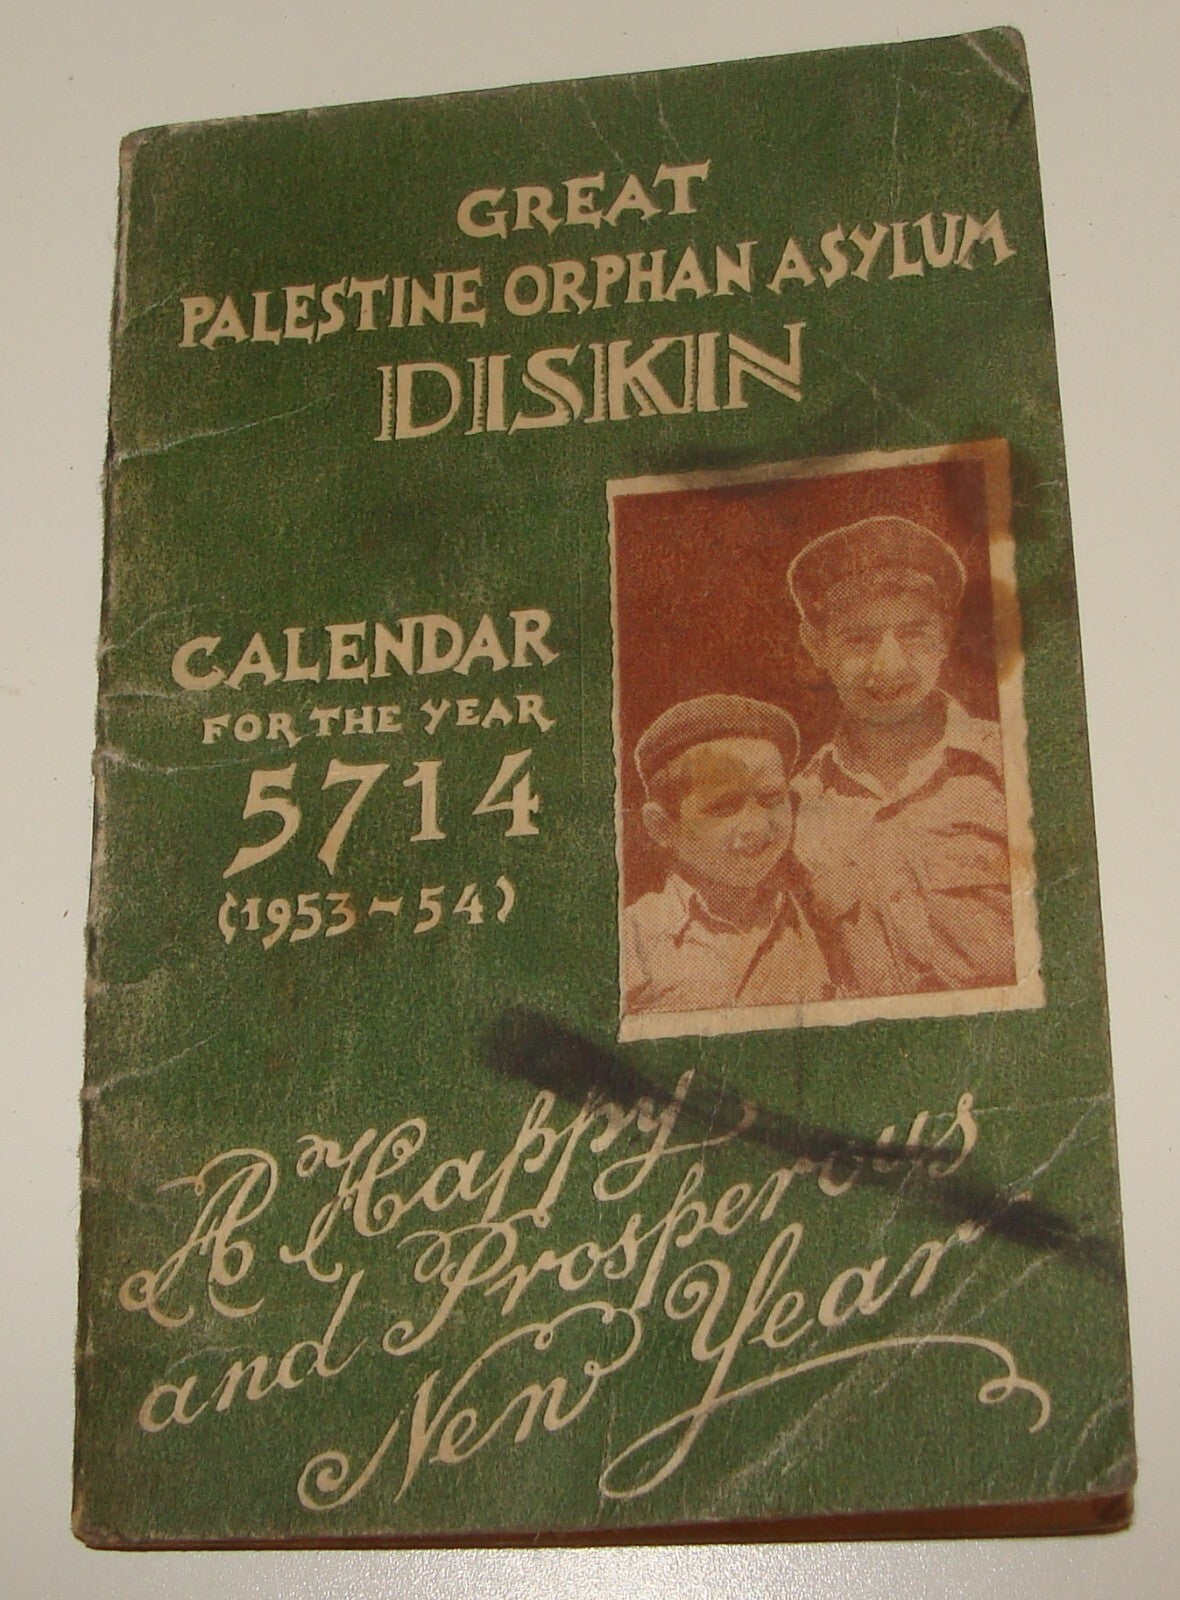 GREAT
PALESTINE ORPHAN ASYLUM
DISKIN
CALENDAR
FOR THE YEAR
5714
(1953-54)
A Happy
and Prosperous
New Year